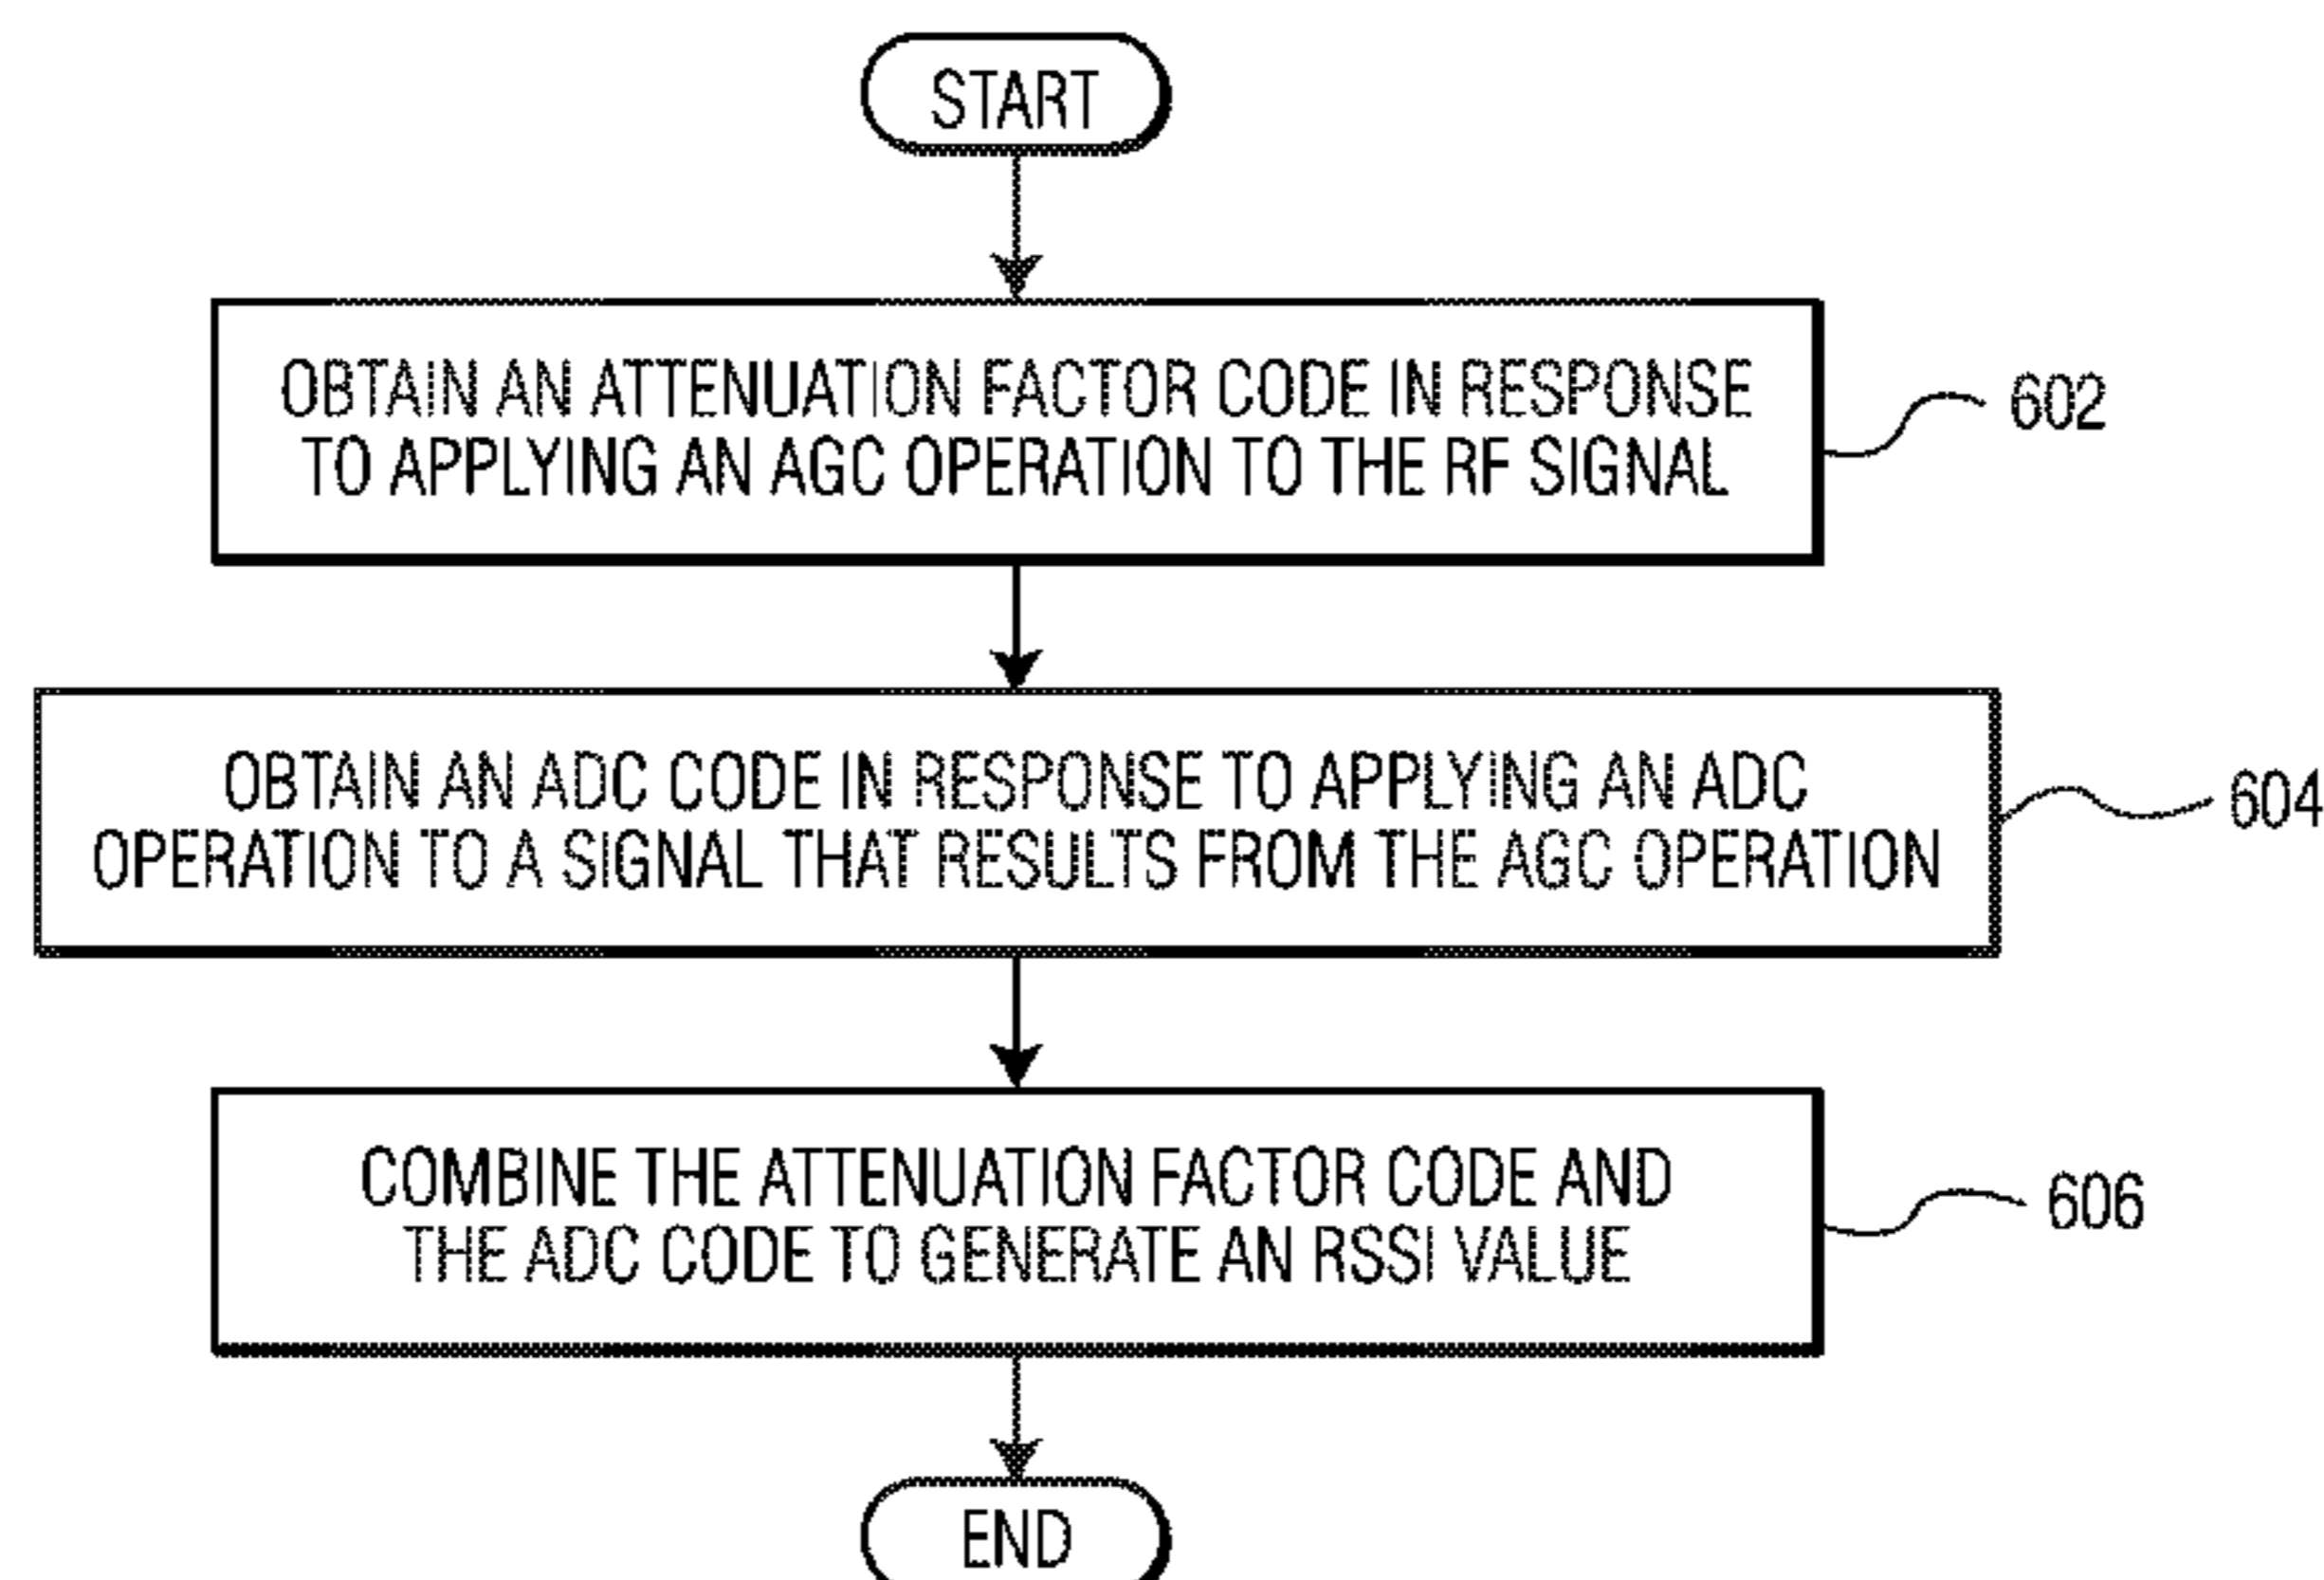 START
OBTAIN AN ATTENUATION FACTOR CODE IN RESPONSE
TO APPLYING AN AGC OPERATION TO THE RF SIGNAL
602
OBTAIN AN ADC CODE IN RESPONSE TO APPLYING AN ADC
OPERATION TO A SIGNAL THAT RESULTS FROM THE AGC OPERATION
604
COMBINE THE ATTENUATION FACTOR CODE AND
THE ADC CODE TO GENERATE AN RSSI VALUE
606
END